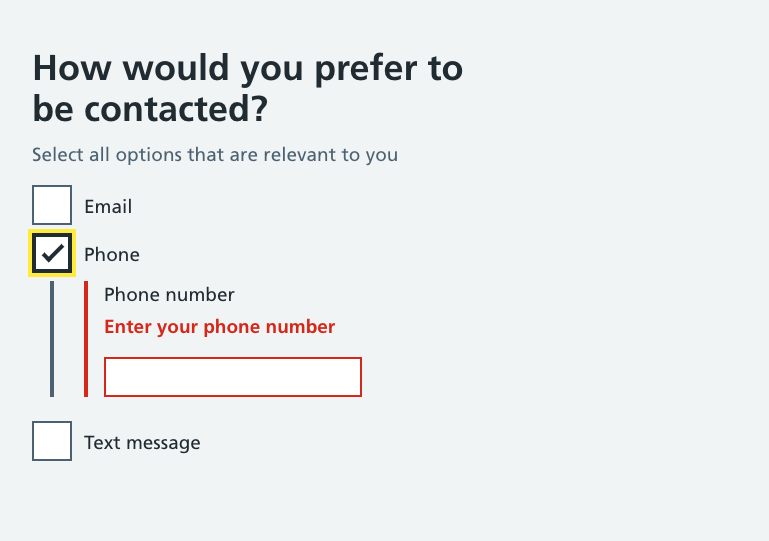 How would you prefer to
be contacted?
Select all options that are relevant to you
Email
Phone
Phone number
Enter your phone number
Text message